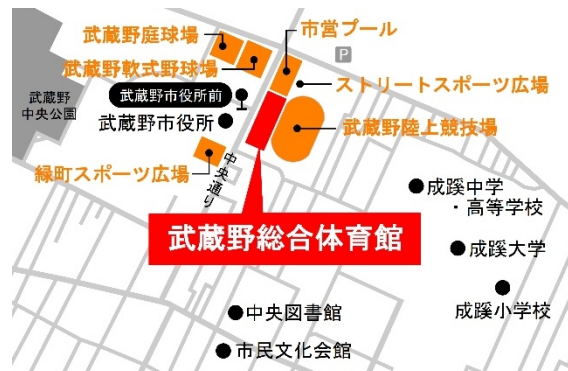 武蔵野庭球場
市営プール
武蔵野軟式野球場
P
ストリートスポーツ広場
武蔵野
中央公園
武蔵野市役所前
武蔵野市役所
武蔵野陸上競技場
緑町スポーツ広場
中央通り
成蹊中学
・高等学校
武蔵野総合体育館
成蹊大学
成蹊小学校
中央図書館
市民文化会館